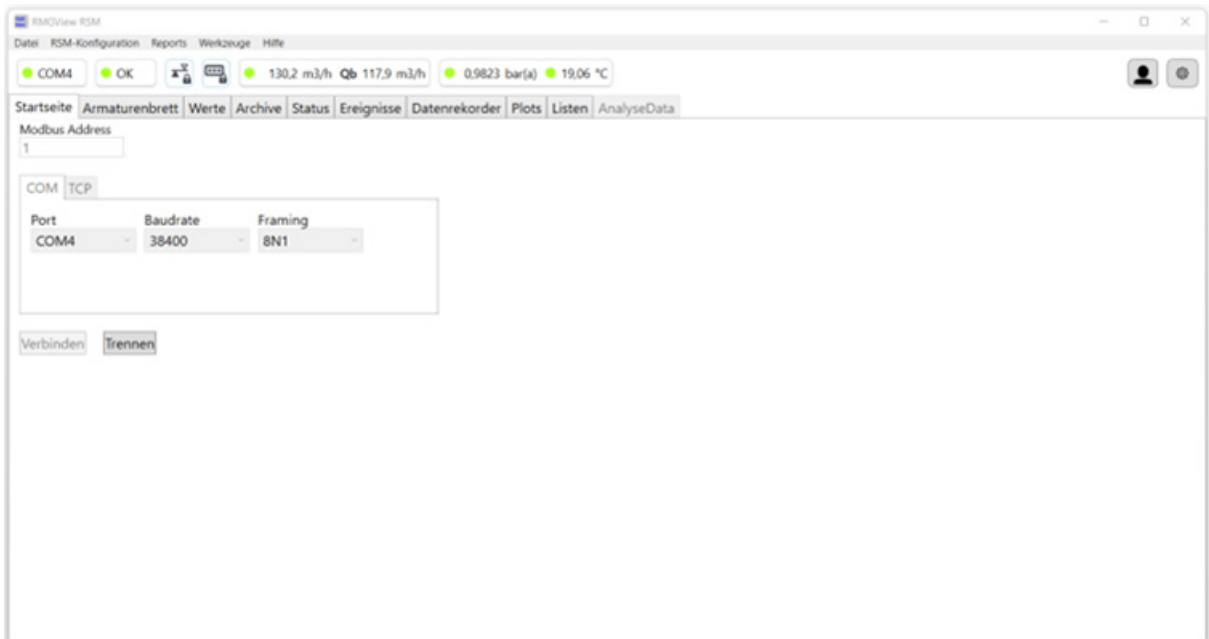 RMGView RSM
Datei RSM-Konfiguration Reports Werkzeuge Hilfe
COM4 OK 130,2 m3/h Qb 117,9 m3/h 0,9823 bar(a) 19,06 °C
Startseite Armaturenbrett Werte Archive Status Ereignisse Datenrekorder Plots Listen AnalyseData
Modbus Address
1
COM TCP
Port Baudrate Framing
COM4 38400 8N1
Verbinden Trennen